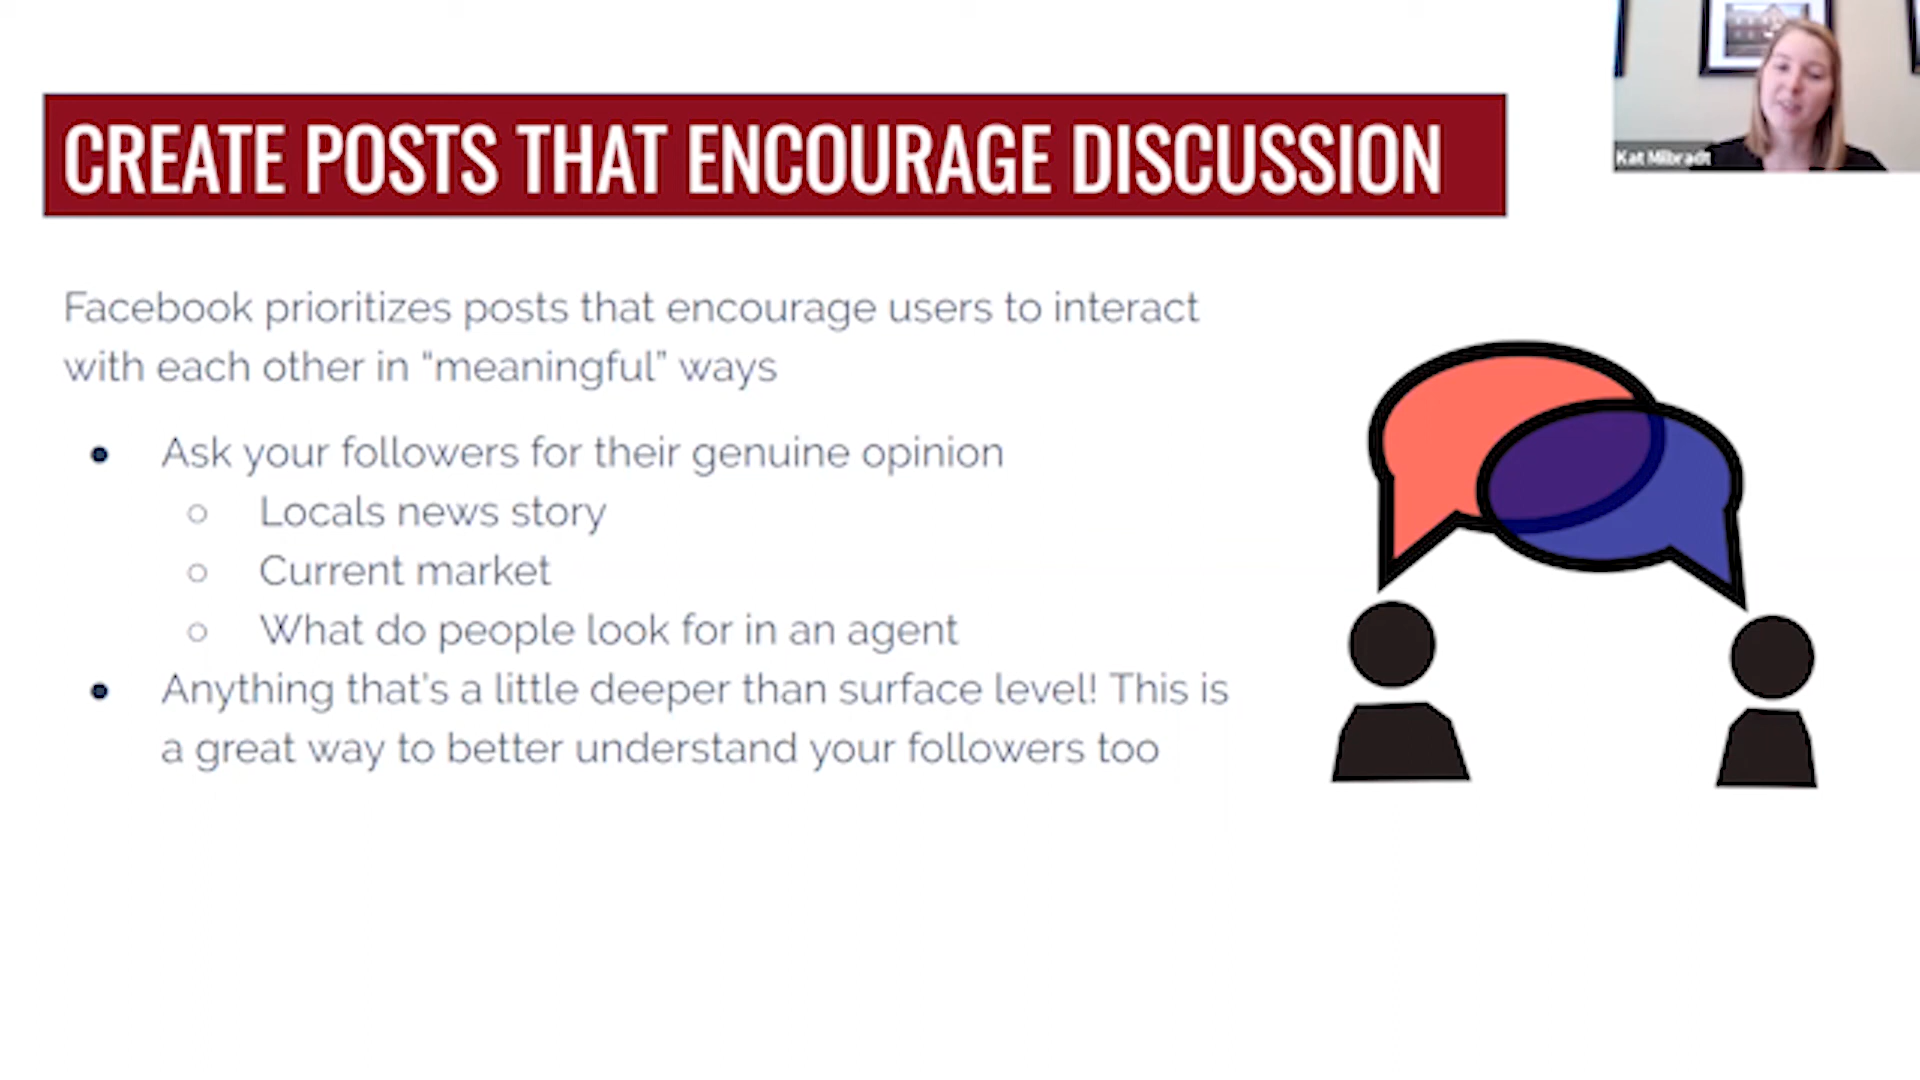 CREATE POSTS THAT ENCOURAGE DISCUSSION
Kat Milbradt
Facebook prioritizes posts that encourage users to interact
with each other in “meaningful” ways
● Ask your followers for their genuine opinion
○ Locals news story
○ Current market
○ What do people look for in an agent
● Anything that's a little deeper than surface level! This is
a great way to better understand your followers too